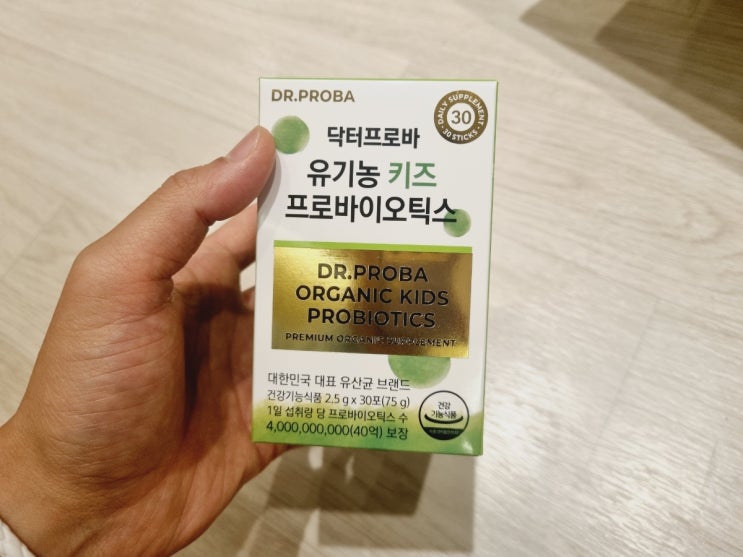 DR.PROBA
DAILY SUPPLEMENT
30
30 STICKS
닥터프로바
유기농 키즈
프로바이오틱스
DR.PROBA
ORGANIC KIDS
PROBIOTICS
PREMIUM ORGANIC SUPPLEMENT
대한민국 대표 유산균 브랜드
건강기능식품 2.5 g x 30포(75 g)
1일 섭취량 당 프로바이오틱스 수
4,000,000,000(40억) 보장
건강
기능식품